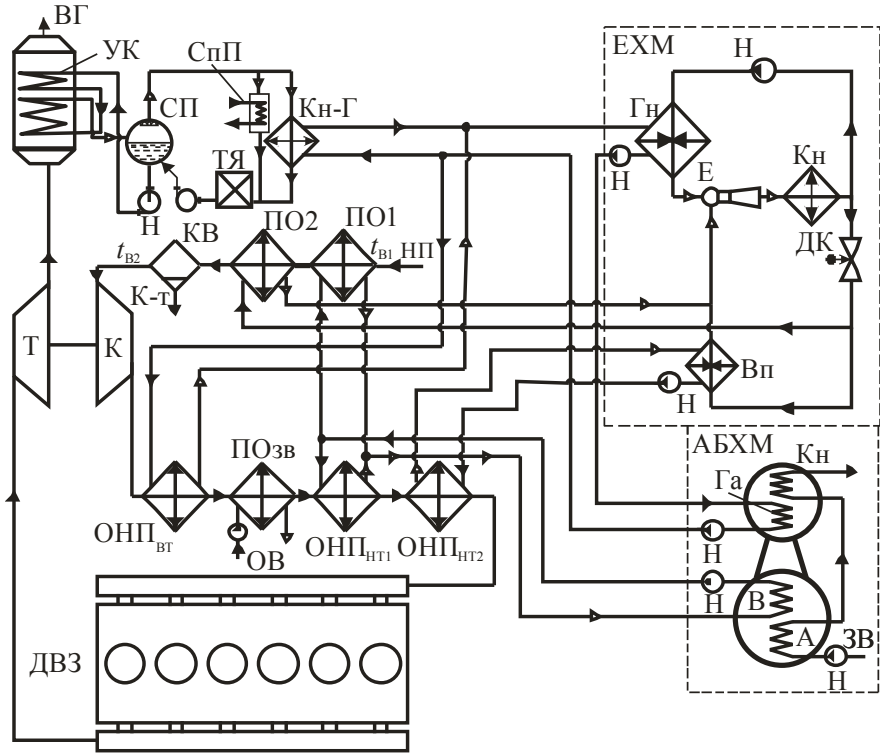 ВГ
УК
СП
СпП
Кн-Г
ТЯ
Н
КВ
К-т
ПО2
ПО1
tВ2
tВ1
НП
Т
К
ОНПВТ
ПОзв
ОВ
ОНПНТ1
ОНПНТ2
ДВЗ
ЕХМ
Н
Гн
Н
Е
Кн
ДК
Вп
Н
АБХМ
Кн
Га
Н
Н
В
А
ЗВ
Н